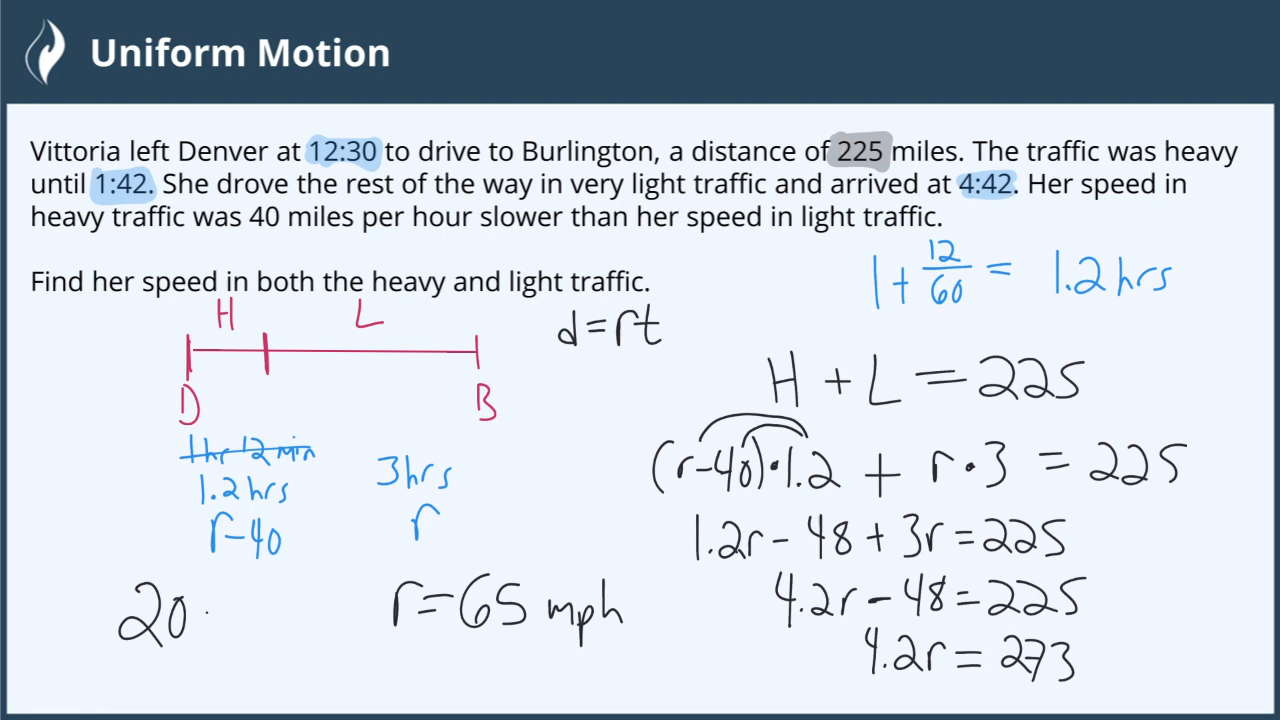 Uniform Motion
Vittoria left Denver at 12:30 to drive to Burlington, a distance of 225 miles. The traffic was heavy
until 1:42. She drove the rest of the way in very light traffic and arrived at 4:42. Her speed in
heavy traffic was 40 miles per hour slower than her speed in light traffic.
Find her speed in both the heavy and light traffic.
1 + 12/60 = 1.2 hrs
H L
d = rt
D B
H + L = 225
1 hr 12 min
1.2 hrs 3 hrs
r-40 r
(r-40)•1.2 + r•3 = 225
1.2r - 48 + 3r = 225
20 r = 65 mph
4.2r - 48 = 225
4.2r = 273